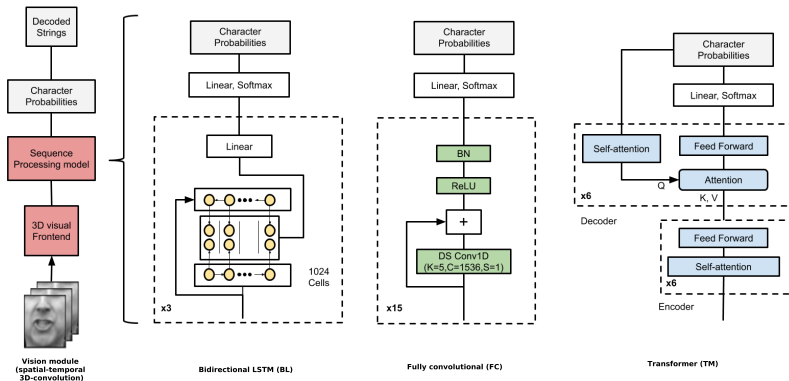 Decoded
Strings
Character
Probabilities
Sequence
Processing model
3D visual
Frontend
Vision module
(spatial-temporal
3D-convolution)
Character
Probabilities
Linear, Softmax
Linear
1024
Cells
x3
Bidirectional LSTM (BL)
Character
Probabilities
Linear, Softmax
BN
ReLU
+
DS Conv1D
(K=5,C=1536,S=1)
x15
Fully convolutional (FC)
Character
Probabilities
Linear, Softmax
Self-attention
Feed Forward
Q
Attention
K, V
x6
Decoder
Feed Forward
Self-attention
x6
Encoder
Transformer (TM)